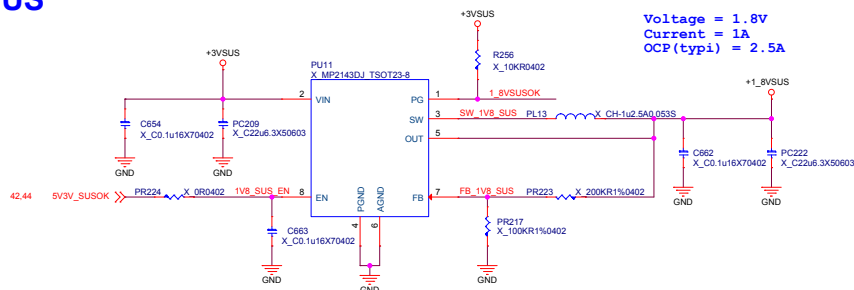 US
Voltage = 1.8V
Current = 1A
OCP(typi) = 2.5A
+3VSUS
+3VSUS
+1_8VSUS
R256
X_10KR0402
PU11
X_MP2143DJ_TSOT23-8
2
VIN
PG
1
1_8VSUSOK
SW
3
SW_1V8_SUS
PL13
X_CH-1u2.5A0.053S
OUT
5
C654
X_C0.1u16X70402
PC209
X_C22u6.3X50603
C662
X_C0.1u16X70402
PC222
X_C22u6.3X50603
GND
GND
GND
GND
42,44
5V3V_SUSOK
PR224
X_0R0402
1V8_SUS_EN
8
EN
PGND
AGND
FB
7
FB_1V8_SUS
PR223
X_200KR1%0402
4
6
C663
X_C0.1u16X70402
PR217
X_100KR1%0402
GND
GND
GND